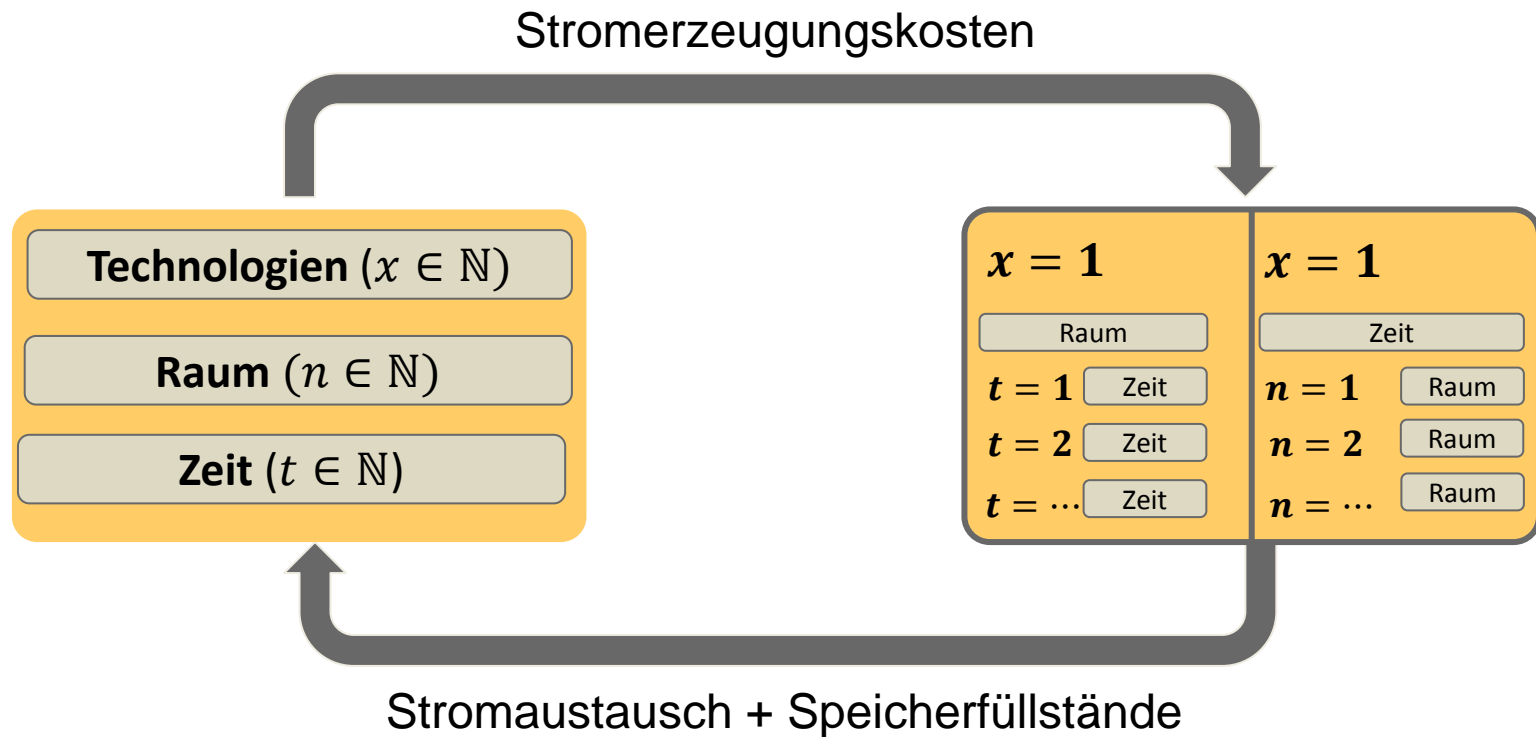 Stromerzeugungskosten
Technologien (𝑥 ∈ ℕ)
Raum (𝑛 ∈ ℕ)
Zeit (𝑡 ∈ ℕ)
𝒙 = 𝟏
Raum
𝒕 = 𝟏 Zeit
𝒕 = 𝟐 Zeit
𝒕 = ⋯ Zeit
𝒙 = 𝟏
Zeit
𝒏 = 𝟏 Raum
𝒏 = 𝟐 Raum
𝒏 = ⋯ Raum
Stromaustausch + Speicherfüllstände